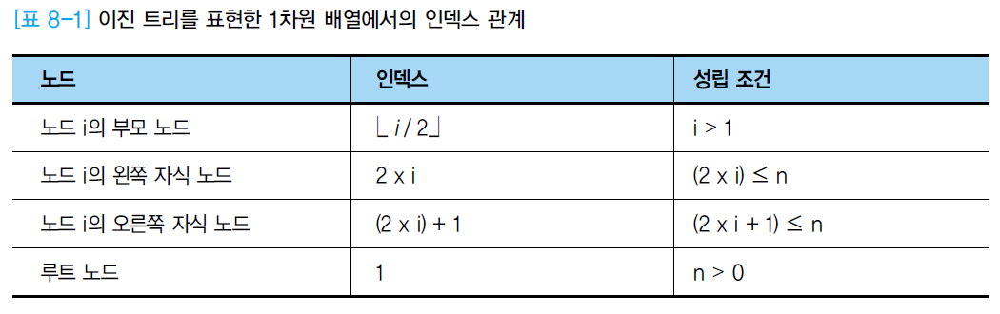 [표 8-1] 이진 트리를 표현한 1차원 배열에서의 인덱스 관계
노드 인덱스 성립 조건
노드 i의 부모 노드 ⌊ i / 2⌋ i > 1
노드 i의 왼쪽 자식 노드 2 x i (2 x i) ≤ n
노드 i의 오른쪽 자식 노드 (2 x i) + 1 (2 x i + 1) ≤ n
루트 노드 1 n > 0